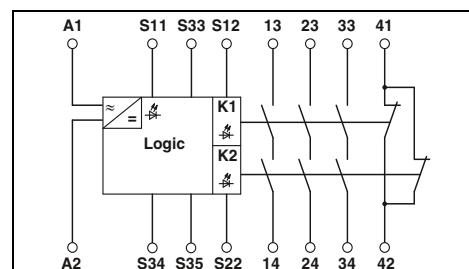 A1 S11 S33 S12 13 23 33 41
≈
=
K1
Logic
K2
A2 S34 S35 S22 14 24 34 42